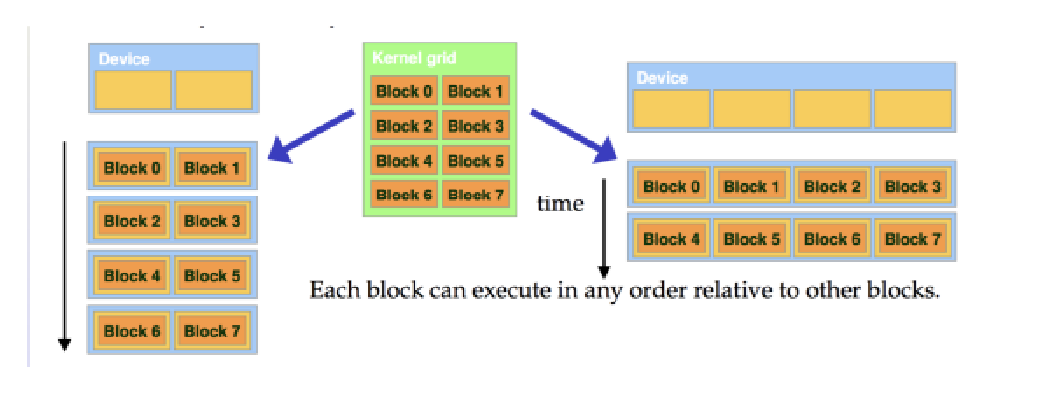 Device
Block 0 Block 1
Block 2 Block 3
Block 4 Block 5
Block 6 Block 7
Kernel grid
Block 0 Block 1
Block 2 Block 3
Block 4 Block 5
Block 6 Block 7
Device
time
Block 0 Block 1 Block 2 Block 3
Block 4 Block 5 Block 6 Block 7
Each block can execute in any order relative to other blocks.